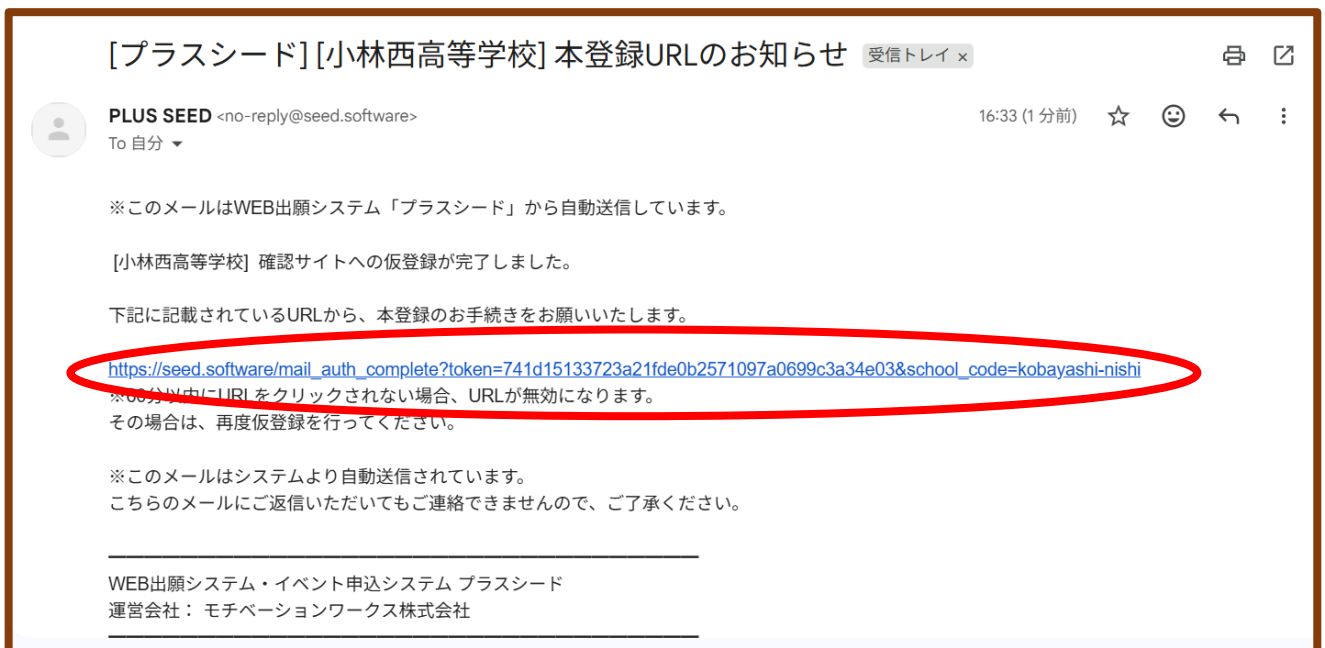 [プラスシード] [小林西高等学校] 本登録URLのお知らせ 受信トレイ ×
PLUS SEED <no-reply@seed.software> 16:33 (1 分前)
To 自分
※このメールはWEB出願システム「プラスシード」から自動送信しています。
[小林西高等学校] 確認サイトへの仮登録が完了しました。
下記に記載されているURLから、本登録のお手続きをお願いいたします。
https://seed.software/mail_auth_complete?token=741d15133723a21fde0b2571097a0699c3a34e03&school_code=kobayashi-nishi
分以内にURLをクリックされない場合、URLが無効になります。
その場合は、再度仮登録を行ってください。
※このメールはシステムより自動送信されています。
こちらのメールにご返信いただいてもご連絡できませんので、ご了承ください。
WEB出願システム・イベント申込システム プラスシード
運営会社： モチベーションワークス株式会社